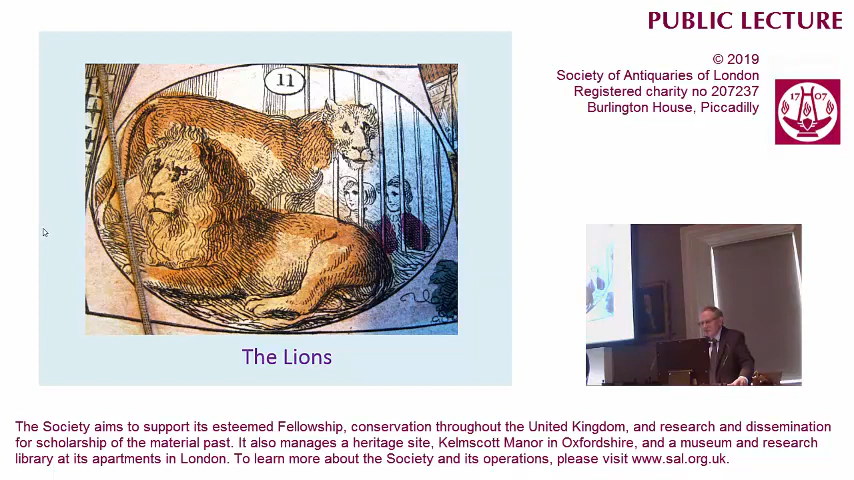 PUBLIC LECTURE
© 2019
Society of Antiquaries of London
Registered charity no 207237
Burlington House, Piccadilly
17 07
11
The Lions
The Society aims to support its esteemed Fellowship, conservation throughout the United Kingdom, and research and dissemination
for scholarship of the material past. It also manages a heritage site, Kelmscott Manor in Oxfordshire, and a museum and research
library at its apartments in London. To learn more about the Society and its operations, please visit www.sal.org.uk.